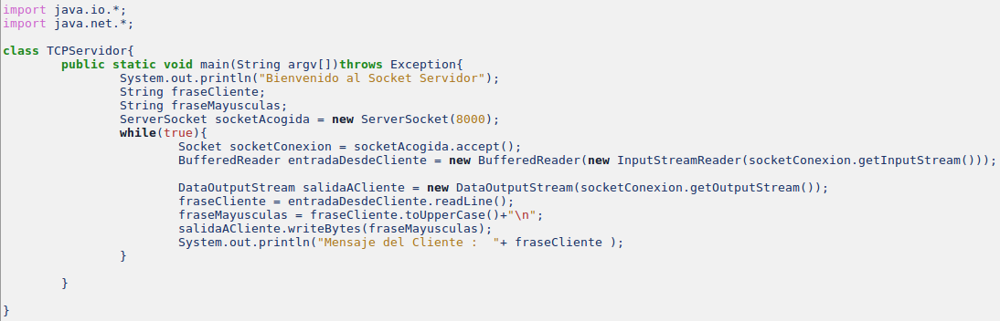 import java.io.*;
import java.net.*;

class TCPServidor{
        public static void main(String argv[])throws Exception{
                System.out.println("Bienvenido al Socket Servidor");
                String fraseCliente;
                String fraseMayusculas;
                ServerSocket socketAcogida = new ServerSocket(8000);
                while(true){
                        Socket socketConexion = socketAcogida.accept();
                        BufferedReader entradaDesdeCliente = new BufferedReader(new InputStreamReader(socketConexion.getInputStream()));

                        DataOutputStream salidaACliente = new DataOutputStream(socketConexion.getOutputStream());
                        fraseCliente = entradaDesdeCliente.readLine();
                        fraseMayusculas = fraseCliente.toUpperCase()+"\n";
                        salidaACliente.writeBytes(fraseMayusculas);
                        System.out.println("Mensaje del Cliente :  "+ fraseCliente );
                }

        }

}